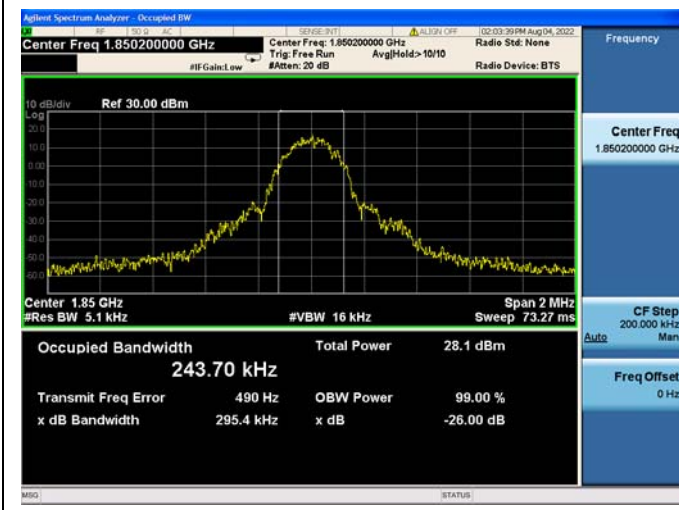 Agilent Spectrum Analyzer - Occupied BW
RF 50 Ω AC SENSE:INT ALIGN OFF 02:03:39 PM Aug 04, 2022
Center Freq 1.850200000 GHz
Center Freq: 1.850200000 GHz Radio Std: None
Trig: Free Run Avg|Hold:> 10/10
#IFGain:Low #Atten: 20 dB Radio Device: BTS
Frequency
10 dB/div Ref 30.00 dBm
Log
20.0
10.0
0.00
-10.0
-20.0
-30.0
-40.0
-50.0
-60.0
Center 1.85 GHz Span 2 MHz
#Res BW 5.1 kHz #VBW 16 kHz Sweep 73.27 ms
Occupied Bandwidth Total Power 28.1 dBm
243.70 kHz
Transmit Freq Error 490 Hz OBW Power 99.00 %
x dB Bandwidth 295.4 kHz x dB -26.00 dB
Center Freq
1.850200000 GHz
CF Step
200.000 kHz
Auto Man
Freq Offset
0 Hz
MSG STATUS